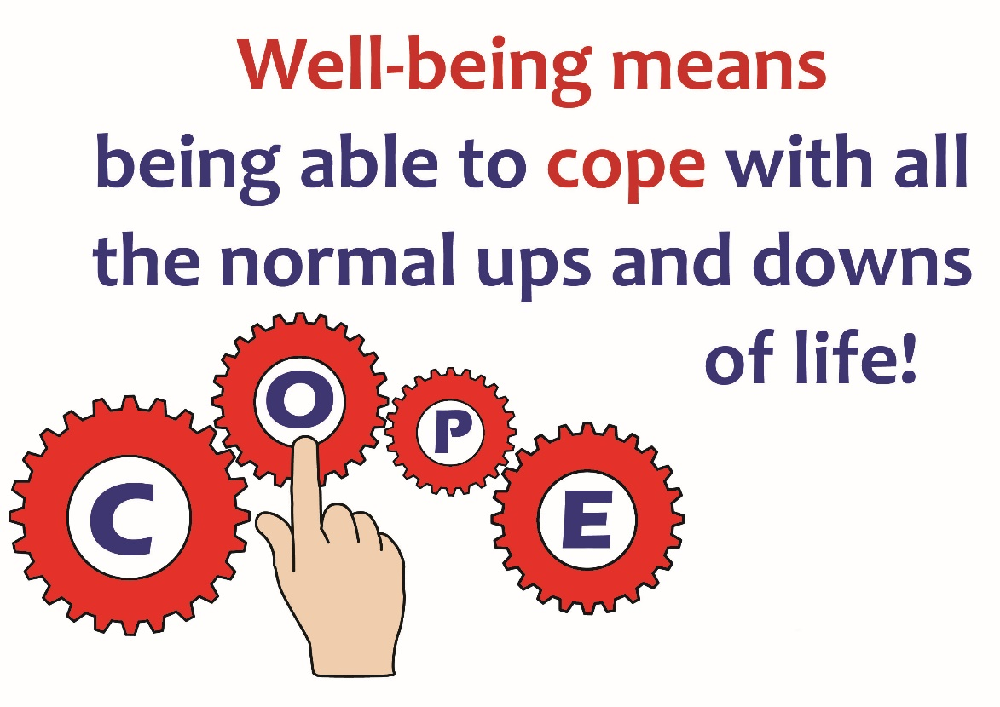 Well-being means
being able to cope with all
the normal ups and downs
of life!
C O P E